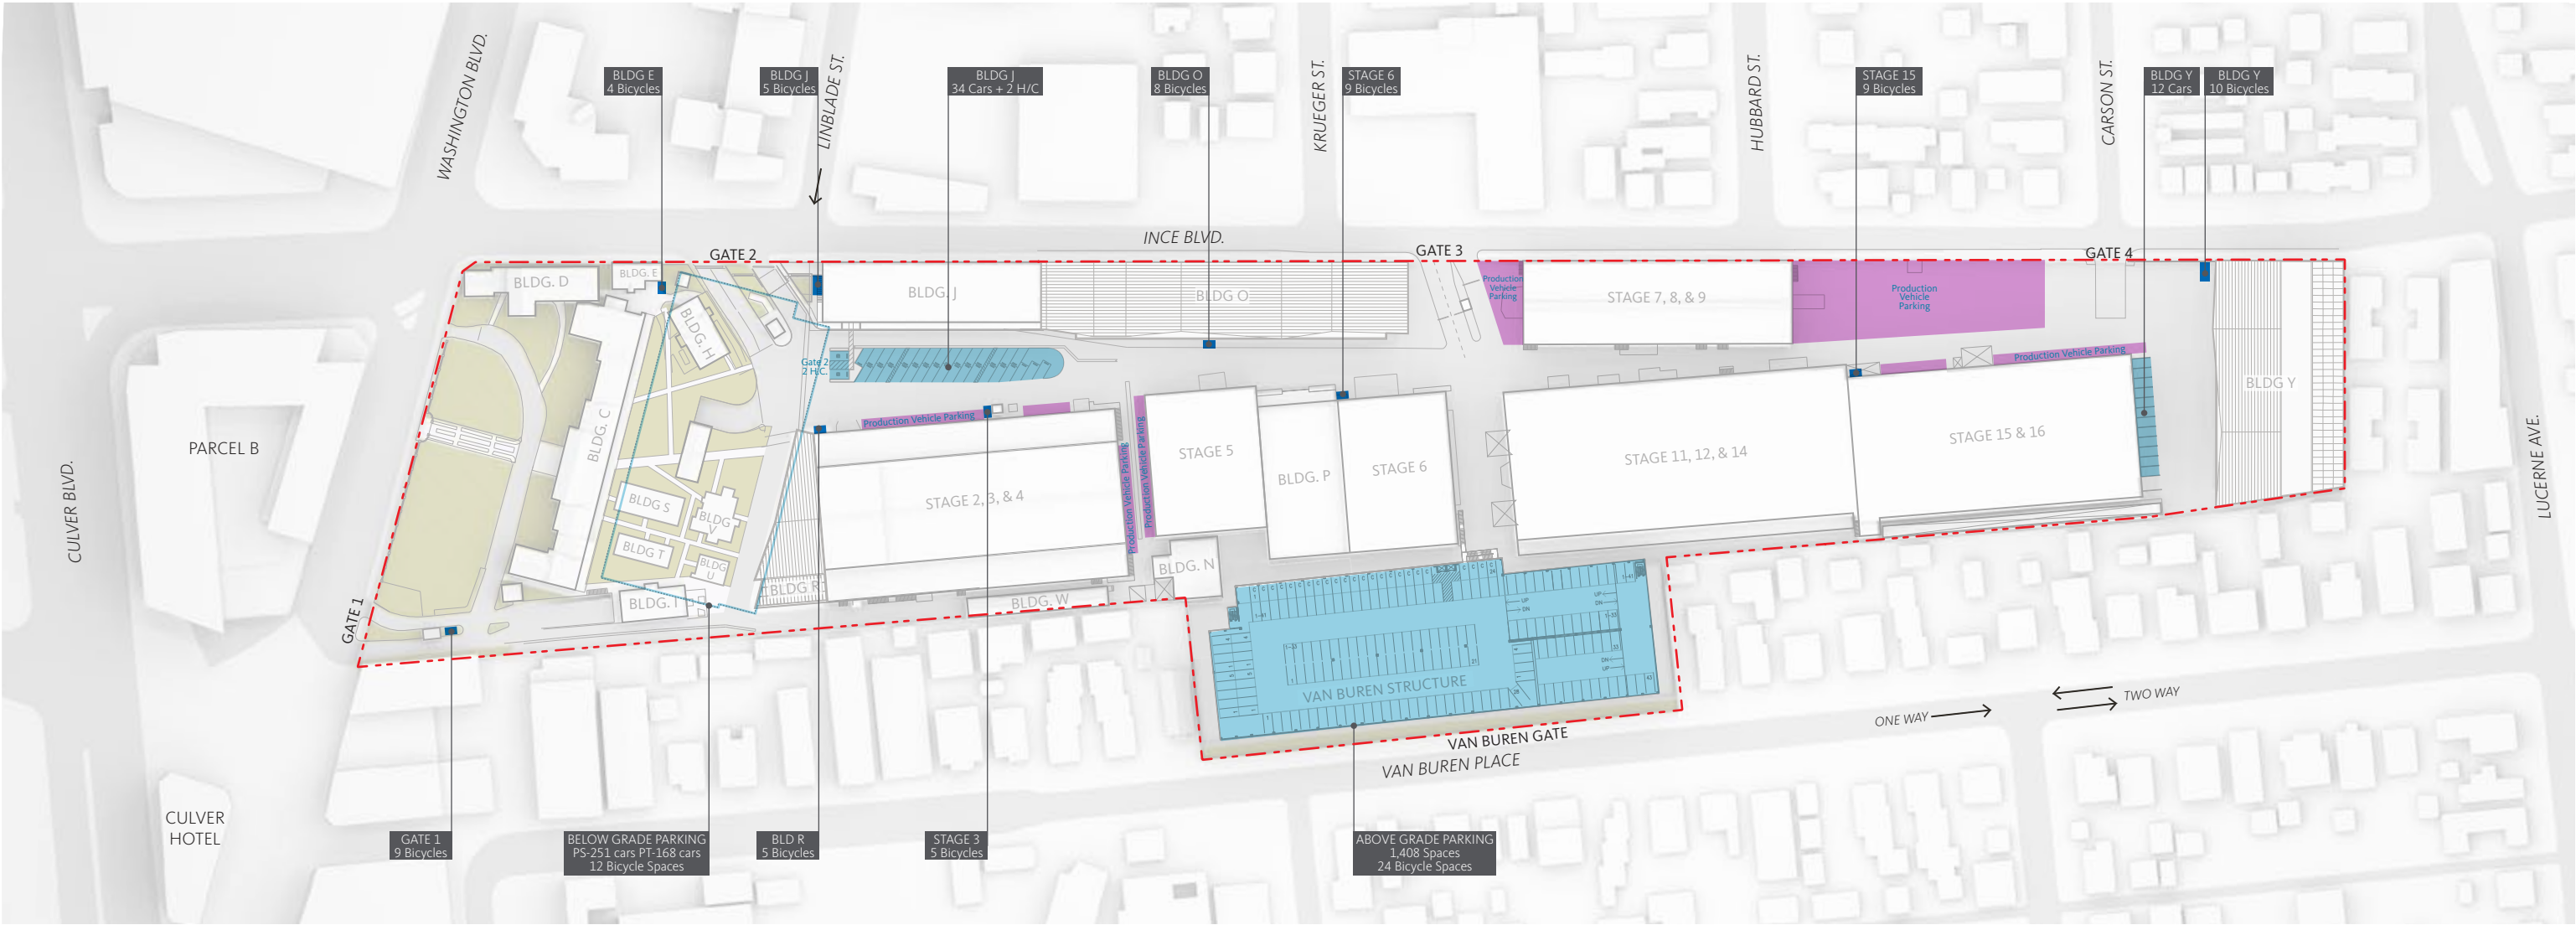 WASHINGTON BLVD.
BLDG E
4 Bicycles
BLDG J
5 Bicycles
LINBLADE ST.
BLDG J
34 Cars + 2 H/C
BLDG O
8 Bicycles
KRUEGER ST.
STAGE 6
9 Bicycles
HUBBARD ST.
STAGE 15
9 Bicycles
CARSON ST.
BLDG Y
12 Cars
BLDG Y
10 Bicycles
INCE BLVD.
GATE 2
GATE 3
GATE 4
BLDG. D
BLDG. E
BLDG. J
BLDG O
Production
Vehicle
Parking
STAGE 7, 8, & 9
Production
Vehicle
Parking
BLDG. H
Gate 2
2 H.C.
Production Vehicle Parking
BLDG Y
BLDG. C
Production Vehicle Parking
Production Vehicle Parking
Production Vehicle Parking
STAGE 5
BLDG. P
STAGE 6
STAGE 11, 12, & 14
STAGE 15 & 16
PARCEL B
CULVER BLVD.
LUCERNE AVE.
STAGE 2, 3, & 4
BLDG S
BLDG
V
BLDG T
BLDG
U
BLDG. N
BLDG R
BLDG. I
BLDG. W
GATE 1
UP
DN
UP
DN
DN
UP
VAN BUREN STRUCTURE
VAN BUREN GATE
VAN BUREN PLACE
ONE WAY
TWO WAY
CULVER
HOTEL
GATE 1
9 Bicycles
BELOW GRADE PARKING
PS-251 cars PT-168 cars
12 Bicycle Spaces
BLD R
5 Bicycles
STAGE 3
5 Bicycles
ABOVE GRADE PARKING
1,408 Spaces
24 Bicycle Spaces